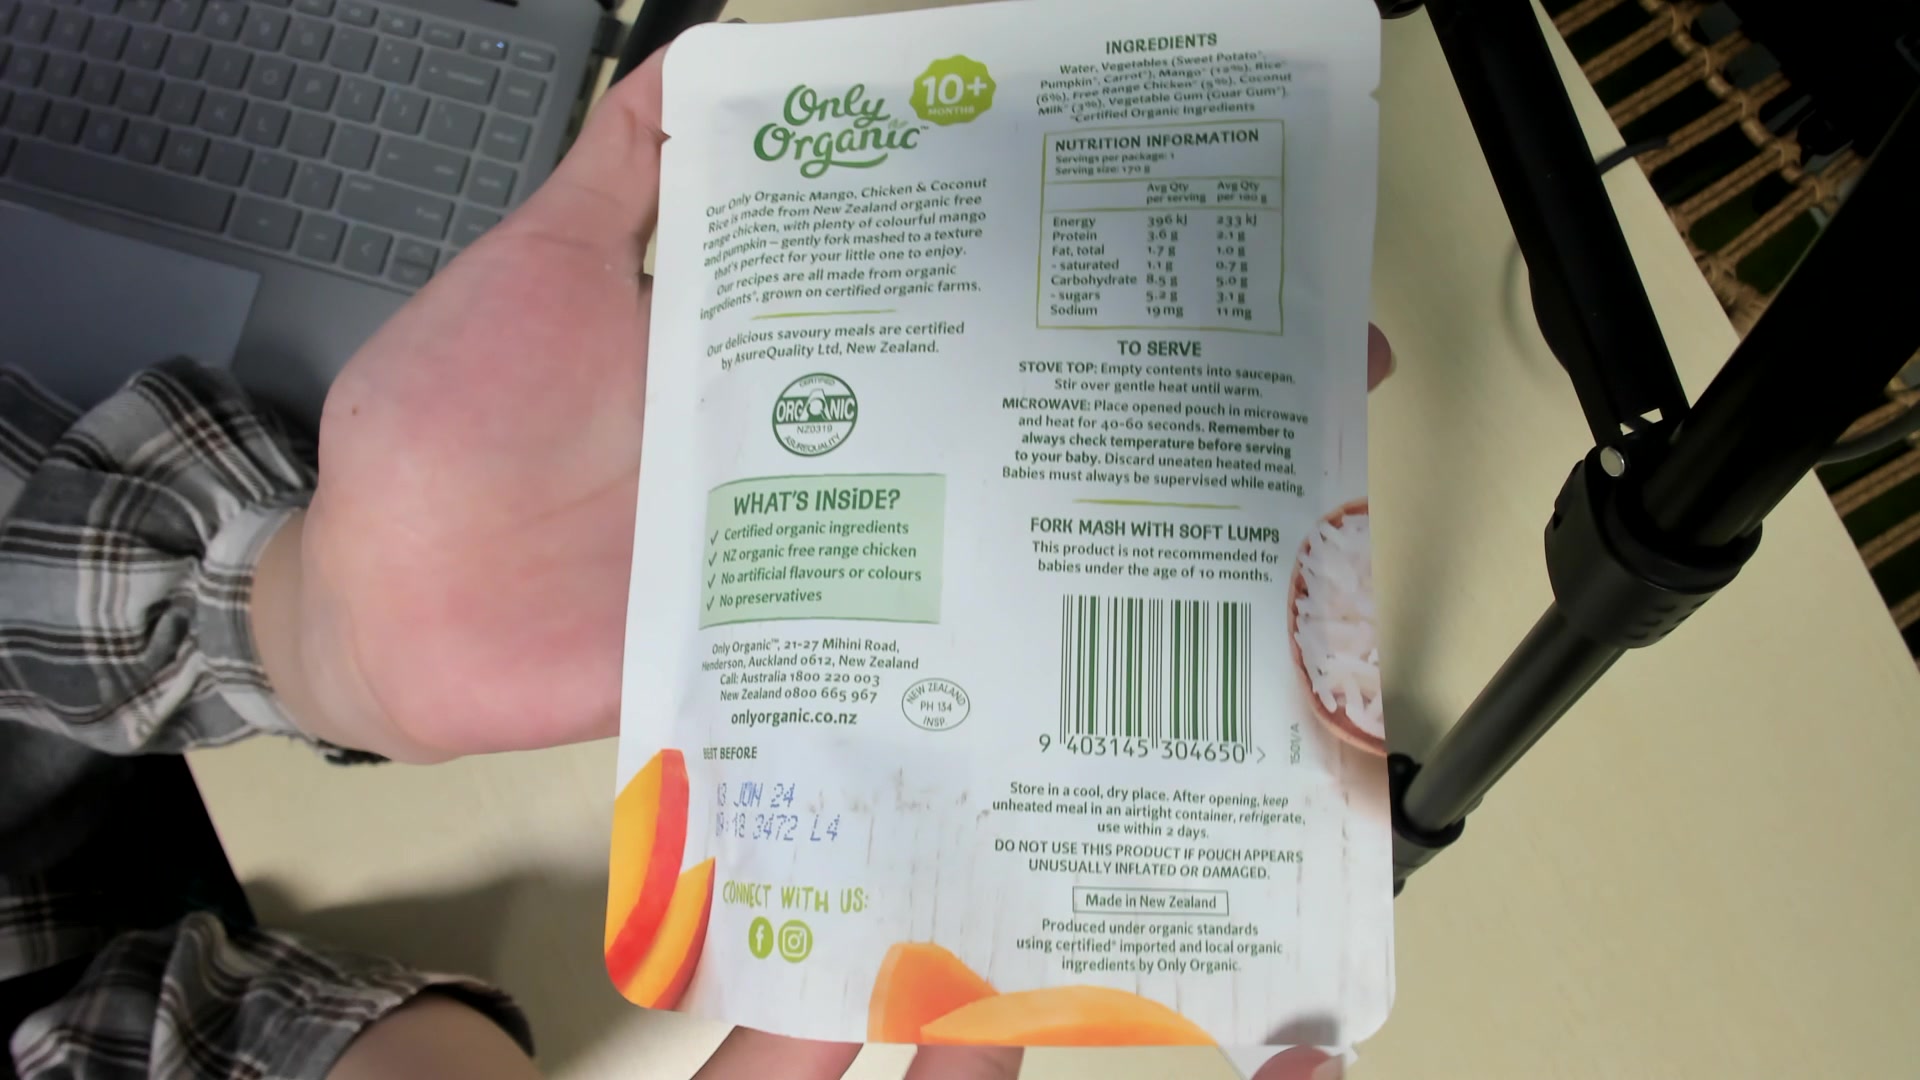 Only
Organic™
10+
MONTHS
Our Only Organic Mango, Chicken & Coconut
Rice is made from New Zealand organic free
range chicken, with plenty of colourful mango
and pumpkin – gently fork mashed to a texture
that's perfect for your little one to enjoy.
Our recipes are all made from organic
ingredients*, grown on certified organic farms.
Our delicious savoury meals are certified
by AsureQuality Ltd, New Zealand.
CERTIFIED
ORGANIC
NZ0319
ASUREQUALITY
WHAT'S INSiDE?
✓ Certified organic ingredients
✓ NZ organic free range chicken
✓ No artificial flavours or colours
✓ No preservatives
Only Organic™, 21-27 Mihini Road,
Henderson, Auckland 0612, New Zealand
Call: Australia 1800 220 003
New Zealand 0800 665 967
onlyorganic.co.nz
NEW ZEALAND
PH 134
INSP.
BEST BEFORE
13 JUN 24
18 3472 L4
CONNECT WiTH US:
INGREDIENTS
Water, Vegetables (Sweet Potato*,
Pumpkin*, Carrot*), Mango* Rice*
(6%), Free Range Chicken* (5%), Coconut
Milk* (3%), Vegetable Gum (Guar Gum*).
*Certified Organic Ingredients
NUTRITION INFORMATION
Servings per package: 1
Serving size: 170 g
Avg Qty per serving Avg Qty per 100 g
Energy 396 kJ 233 kJ
Protein 3.6 g 2.1 g
Fat, total 1.7 g 1.0 g
- saturated 1.1 g 0.7 g
Carbohydrate 8.5 g 5.0 g
- sugars 5.2 g 3.1 g
Sodium 19 mg 11 mg
TO SERVE
STOVE TOP: Empty contents into saucepan.
Stir over gentle heat until warm.
MICROWAVE: Place opened pouch in microwave
and heat for 40-60 seconds. Remember to
always check temperature before serving
to your baby. Discard uneaten heated meal.
Babies must always be supervised while eating.
FORK MASH WiTH SOFT LUMPS
This product is not recommended for
babies under the age of 10 months.
9 403145 304650 >
1501/A
Store in a cool, dry place. After opening, keep
unheated meal in an airtight container, refrigerate,
use within 2 days.
DO NOT USE THIS PRODUCT IF POUCH APPEARS
UNUSUALLY INFLATED OR DAMAGED.
Made in New Zealand
Produced under organic standards
using certified* imported and local organic
ingredients by Only Organic.